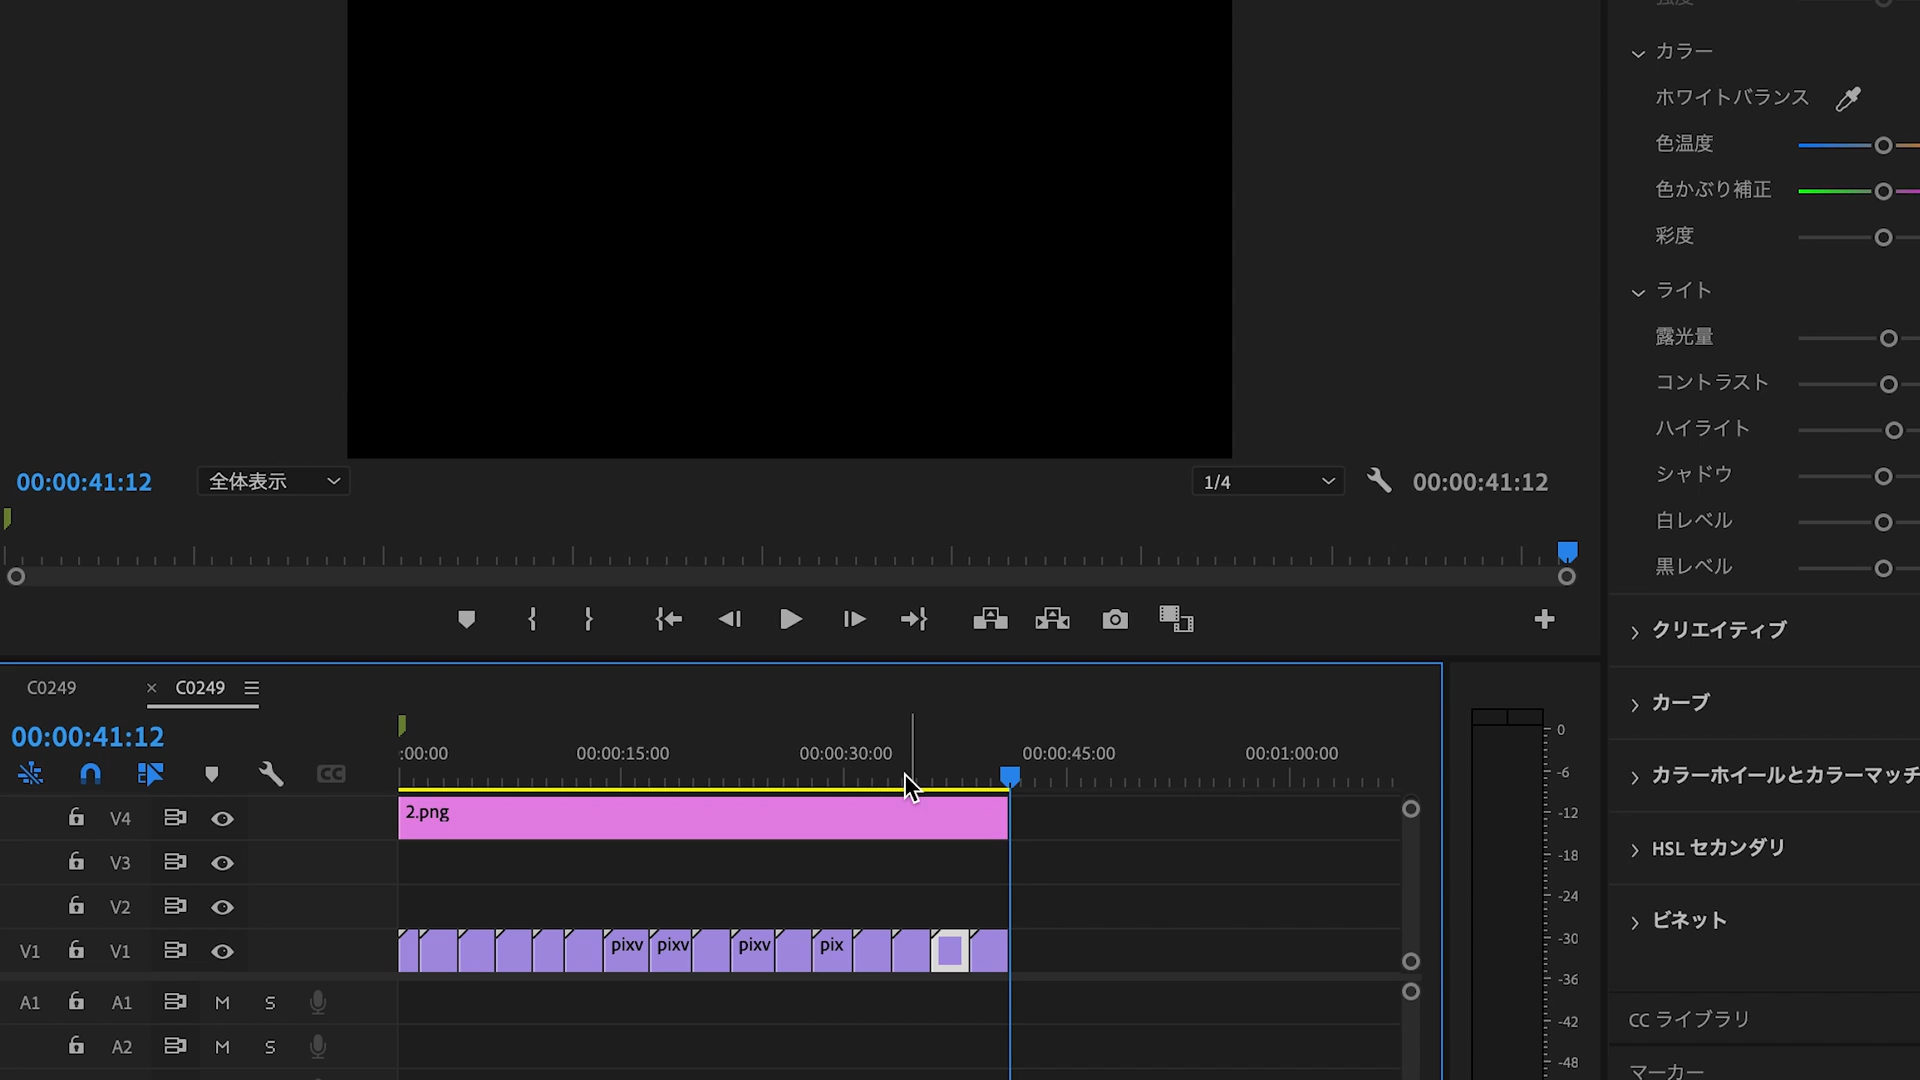 強度
カラー
ホワイトバランス
色温度
色かぶり補正
彩度
ライト
露光量
コントラスト
ハイライト
シャドウ
白レベル
黒レベル
クリエイティブ
カーブ
カラーホイールとカラーマッチ
HSL セカンダリ
ビネット
CC ライブラリ
マーカー
00:00:41:12
全体表示
1/4
00:00:41:12
C0249
× C0249
00:00:41:12
:00:00
00:00:15:00
00:00:30:00
00:00:45:00
00:01:00:00
CC
V4
2.png
V3
V2
V1 V1
pixv pixv pixv pix
A1 A1 M S
A2 M S
0
-6
-12
-18
-24
-30
-36
-42
-48